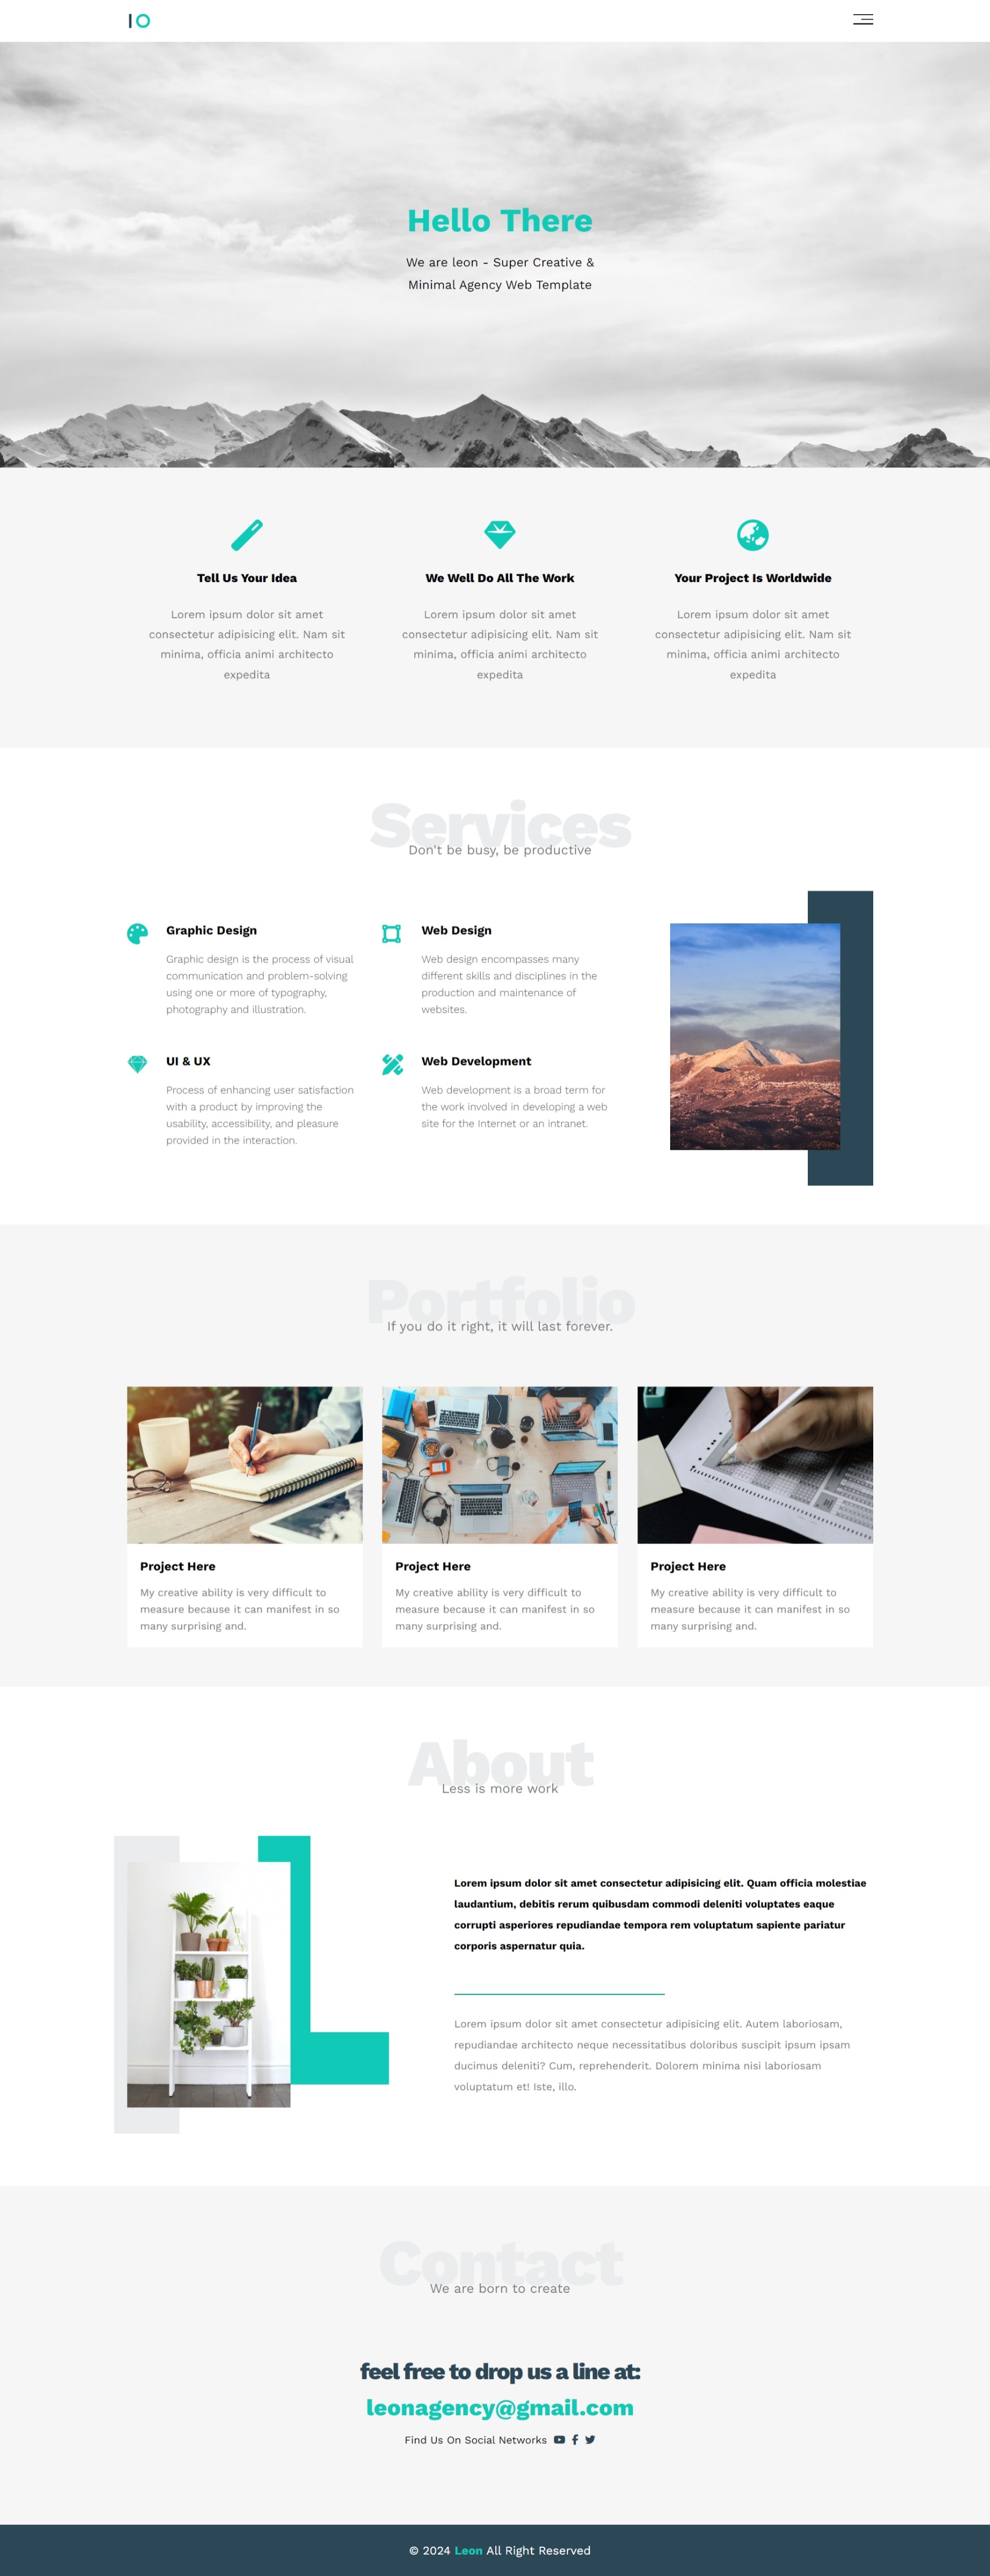 IO
Hello There
We are leon - Super Creative &
Minimal Agency Web Template
Tell Us Your Idea
Lorem ipsum dolor sit amet
consectetur adipisicing elit. Nam sit
minima, officia animi architecto
expedita
We Well Do All The Work
Lorem ipsum dolor sit amet
consectetur adipisicing elit. Nam sit
minima, officia animi architecto
expedita
Your Project Is Worldwide
Lorem ipsum dolor sit amet
consectetur adipisicing elit. Nam sit
minima, officia animi architecto
expedita
Services
Don't be busy, be productive
Graphic Design
Graphic design is the process of visual
communication and problem-solving
using one or more of typography,
photography and illustration.
Web Design
Web design encompasses many
different skills and disciplines in the
production and maintenance of
websites.
UI & UX
Process of enhancing user satisfaction
with a product by improving the
usability, accessibility, and pleasure
provided in the interaction.
Web Development
Web development is a broad term for
the work involved in developing a web
site for the Internet or an intranet.
Portfolio
If you do it right, it will last forever.
Project Here
My creative ability is very difficult to
measure because it can manifest in so
many surprising and.
Project Here
My creative ability is very difficult to
measure because it can manifest in so
many surprising and.
Project Here
My creative ability is very difficult to
measure because it can manifest in so
many surprising and.
About
Less is more work
Lorem ipsum dolor sit amet consectetur adipisicing elit. Quam officia molestiae
laudantium, debitis rerum quibusdam commodi deleniti voluptates eaque
corrupti asperiores repudiandae tempora rem voluptatum sapiente pariatur
corporis aspernatur quia.
Lorem ipsum dolor sit amet consectetur adipisicing elit. Autem laboriosam,
repudiandae architecto neque necessitatibus doloribus suscipit ipsum ipsam
ducimus deleniti? Cum, reprehenderit. Dolorem minima nisi laboriosam
voluptatum et! Iste, illo.
Contact
We are born to create
feel free to drop us a line at:
leonagency@gmail.com
Find Us On Social Networks
© 2024 Leon All Right Reserved